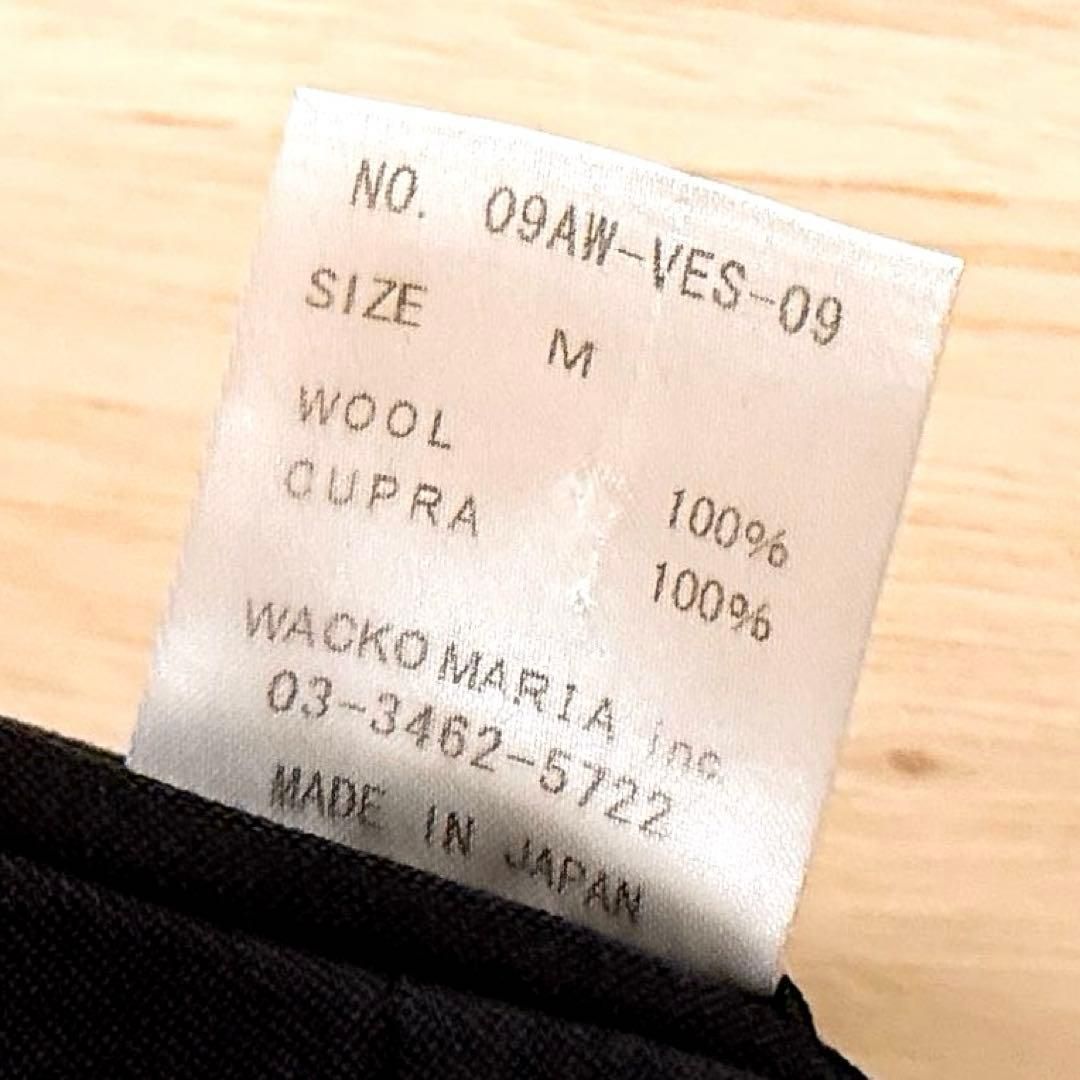 NO. 09AW-VES-09
SIZE M
WOOL 100%
CUPRA 100%
WACKO MARIA inc
03-3462-5722
MADE IN JAPAN